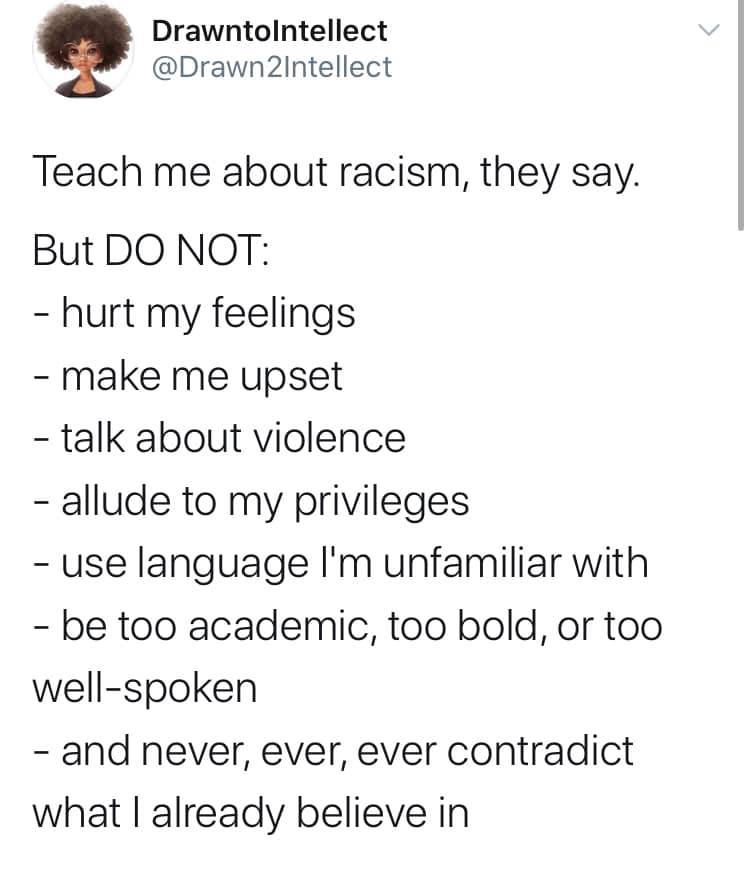 DrawntoIntellect
@Drawn2Intellect
Teach me about racism, they say.
But DO NOT:
- hurt my feelings
- make me upset
- talk about violence
- allude to my privileges
- use language I'm unfamiliar with
- be too academic, too bold, or too
well-spoken
- and never, ever, ever contradict
what I already believe in